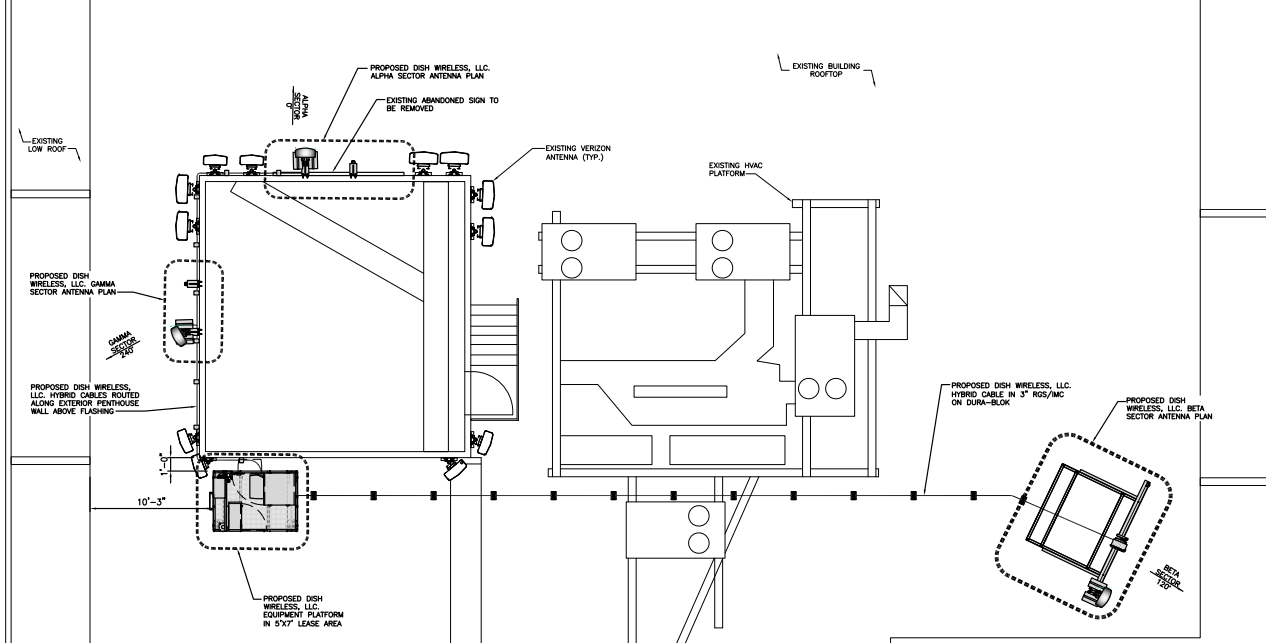 PROPOSED DISH WIRELESS, LLC.
ALPHA SECTOR ANTENNA PLAN
EXISTING BUILDING
ROOFTOP
ALPHA
SECTOR
0°
EXISTING ABANDONED SIGN TO
BE REMOVED
EXISTING
LOW ROOF
EXISTING VERIZON
ANTENNA (TYP.)
EXISTING HVAC
PLATFORM
PROPOSED DISH
WIRELESS, LLC. GAMMA
SECTOR ANTENNA PLAN
GAMMA
SECTOR
240°
PROPOSED DISH WIRELESS,
LLC. HYBRID CABLES ROUTED
ALONG EXTERIOR PENTHOUSE
WALL ABOVE FLASHING
PROPOSED DISH WIRELESS, LLC.
HYBRID CABLE IN 3" RGS/IMC
ON DURA-BLOK
PROPOSED DISH
WIRELESS, LLC. BETA
SECTOR ANTENNA PLAN
1'-0"
10'-3"
BETA
SECTOR
120°
PROPOSED DISH
WIRELESS, LLC.
EQUIPMENT PLATFORM
IN 5'X7' LEASE AREA